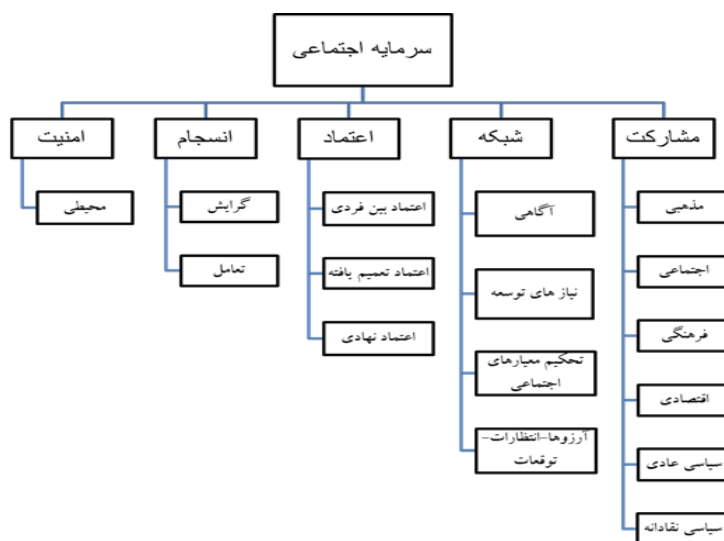 سرمایه اجتماعی
مشارکت
شبکه
اعتماد
انسجام
امنیت
مذهبی
اجتماعی
فرهنگی
اقتصادی
سیاسی عادی
سیاسی نقادانه
آگاهی
نیاز های توسعه
تحکیم معیارهای
اجتماعی
آرزوها-انتظارات-
توقعات
اعتماد بین فردی
اعتماد تعمیم یافته
اعتماد نهادی
گرایش
تعامل
محیطی